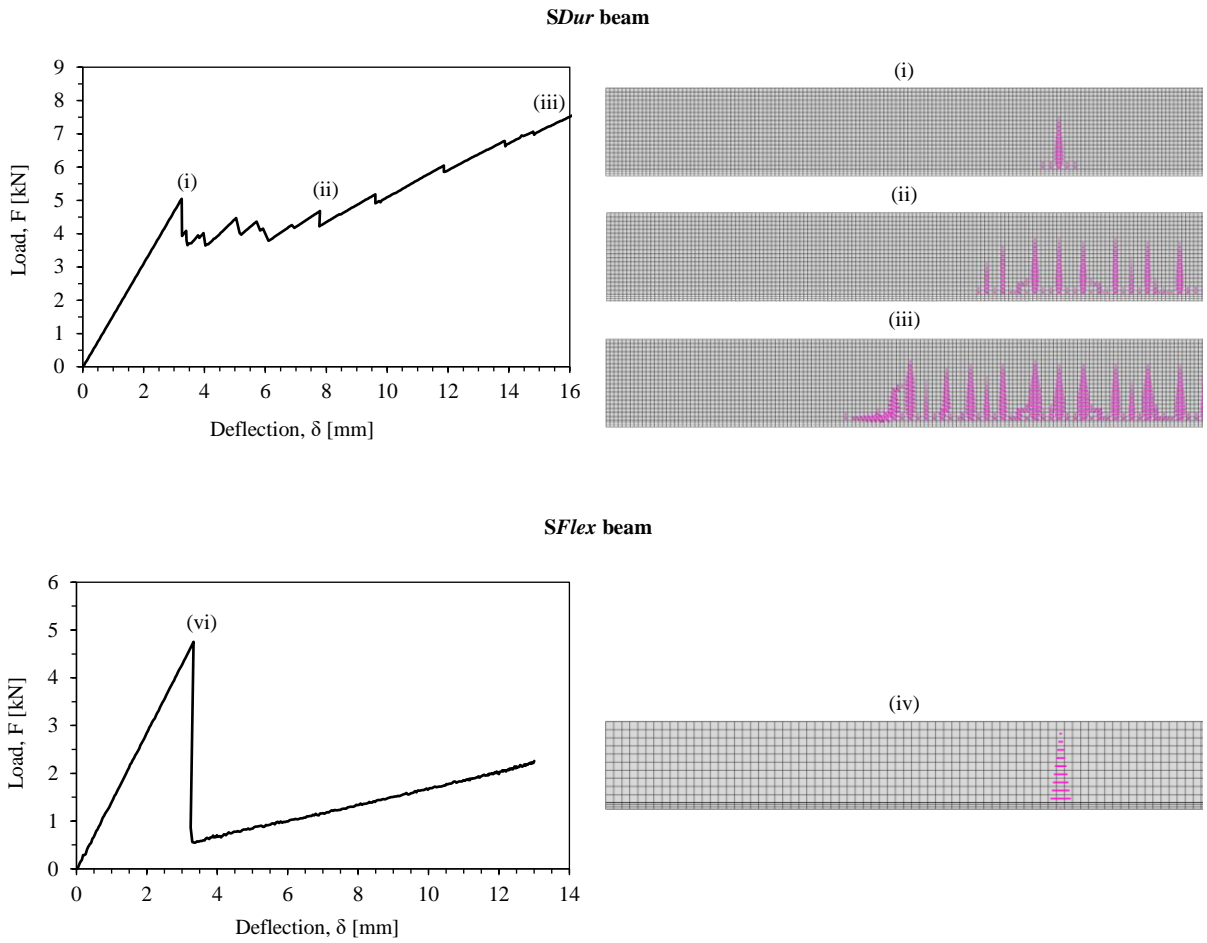 SDur beam
9
8
7
6
5
4
3
2
1
0
Load, F [kN]
(i)
(ii)
(iii)
0 2 4 6 8 10 12 14 16
Deflection, δ [mm]
(i)
(ii)
(iii)
SFlex beam
6
5
4
3
2
1
0
Load, F [kN]
(vi)
0 2 4 6 8 10 12 14
Deflection, δ [mm]
(iv)